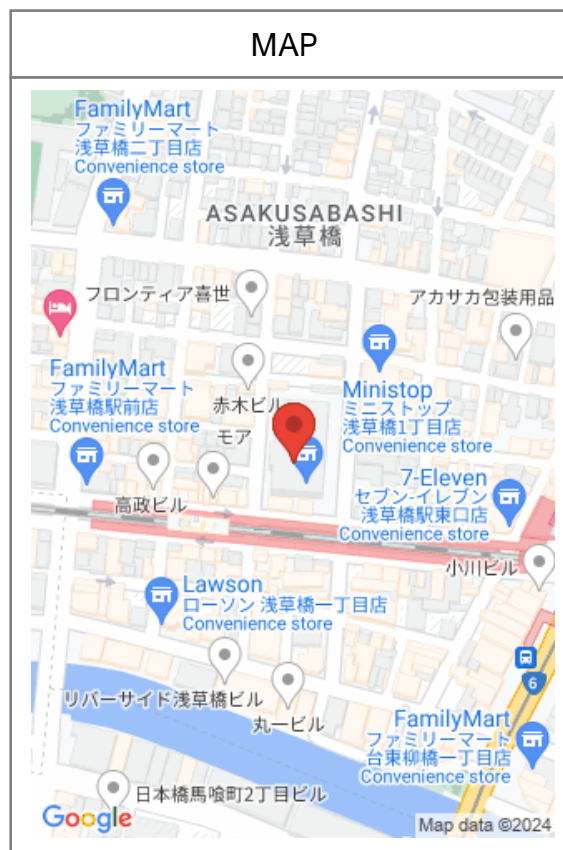 MAP
FamilyMart
ファミリーマート
浅草橋二丁目店
Convenience store
ASAKUSABASHI
浅草橋
フロンティア喜世
アカサカ包装用品
FamilyMart
ファミリーマート
浅草橋駅前店
Convenience store
赤木ビル
モア
Ministop
ミニストップ
浅草橋1丁目店
Convenience store
高政ビル
7-Eleven
セブン-イレブン
浅草橋駅東口店
Convenience store
小川ビル
Lawson
ローソン 浅草橋一丁目店
Convenience store
6
リバーサイド浅草橋ビル
丸一ビル
FamilyMart
ファミリーマート
台東柳橋一丁目店
Convenience store
日本橋馬喰町2丁目ビル
Google
Map data ©2024